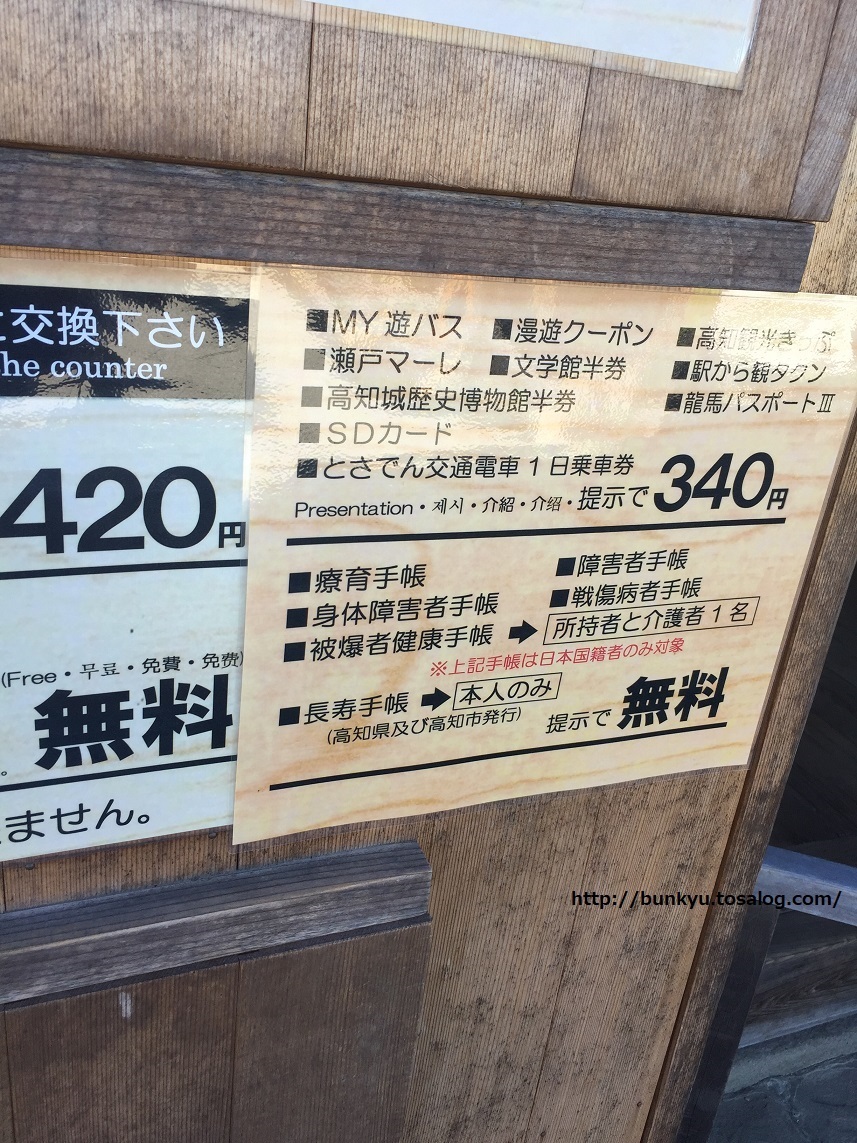 に交換下さい
he counter
420円
(Free・무료・免費・免费)
無料
。
ません。
■MY遊バス ■漫遊クーポン ■高知観光きっぷ
■瀬戸マーレ ■文学館半券 ■駅から観タクン
■高知城歴史博物館半券 ■龍馬パスポートⅢ
■SDカード
■とさでん交通電車1日乗車券
Presentation・제시・介紹・介绍・提示で340円
■療育手帳 ■障害者手帳
■身体障害者手帳 ■戦傷病者手帳
■被爆者健康手帳 ➡ 所持者と介護者1名
※上記手帳は日本国籍者のみ対象
■長寿手帳 ➡ 本人のみ
(高知県及び高知市発行) 提示で 無料
http://bunkyu.tosalog.com/